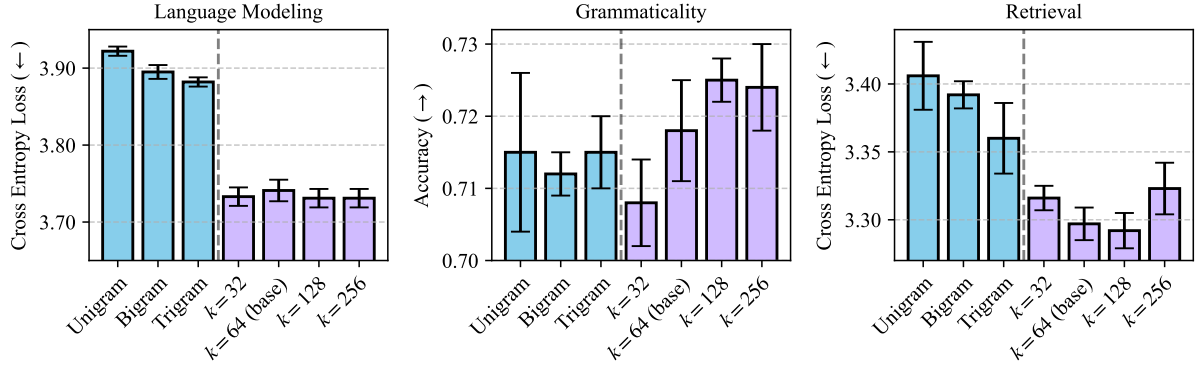 Language Modeling
Cross Entropy Loss (←)
3.90
3.80
3.70
Unigram
Bigram
Trigram
k = 32
k = 64 (base)
k = 128
k = 256
Grammaticality
Accuracy (→)
0.73
0.72
0.71
0.70
Unigram
Bigram
Trigram
k = 32
k = 64 (base)
k = 128
k = 256
Retrieval
Cross Entropy Loss (←)
3.40
3.35
3.30
Unigram
Bigram
Trigram
k = 32
k = 64 (base)
k = 128
k = 256